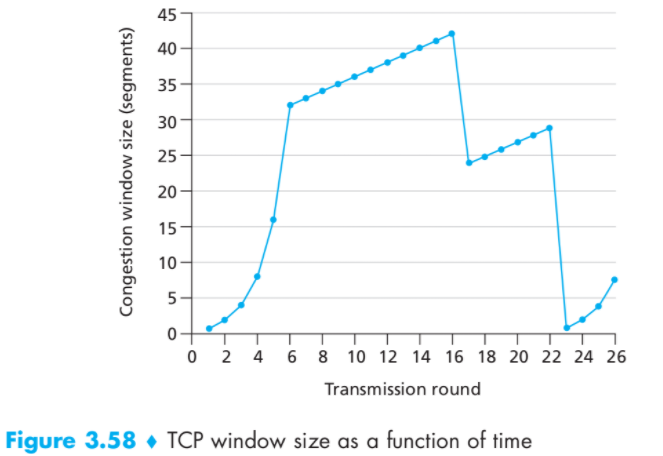 45
40
35
30
25
20
15
10
5
0
Congestion window size (segments)
0 2 4 6 8 10 12 14 16 18 20 22 24 26
Transmission round
Figure 3.58 ♦ TCP window size as a function of time